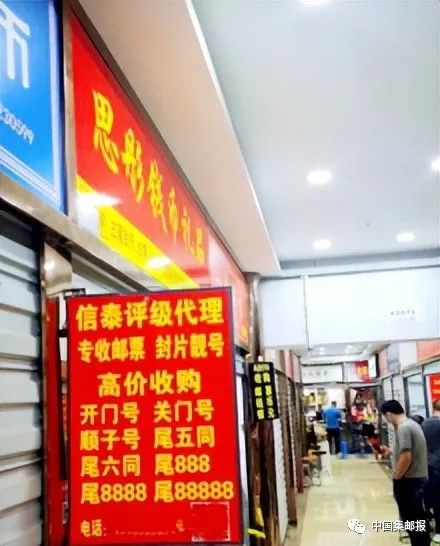 币
230599
思彤钱币礼品
信泰评级代理
专收邮票 封片靓号
高价收购
开门号 关门号
順子号 尾五同
尾六同 尾888
尾8888 尾88888
电话
中国集邮报